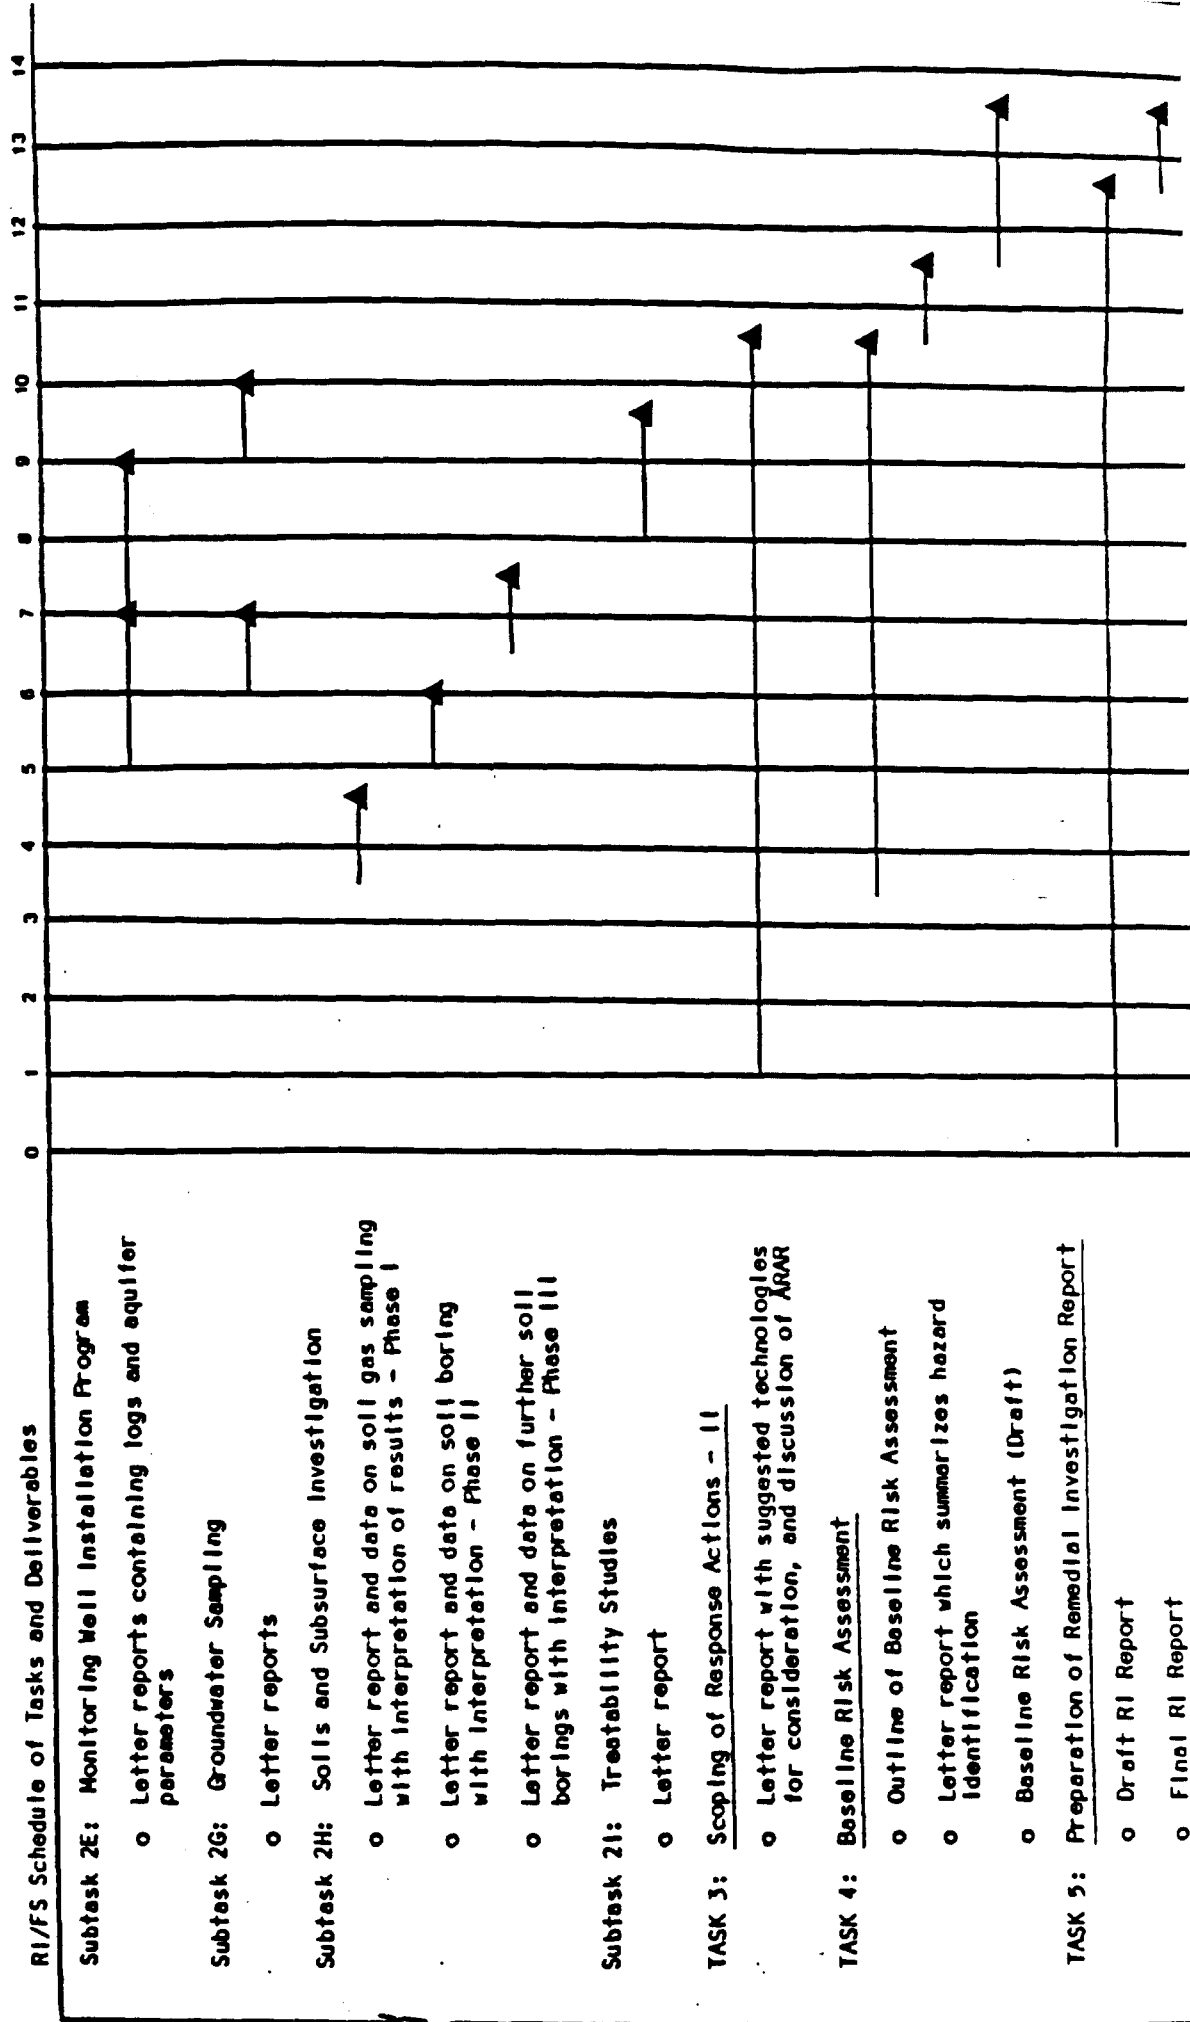 RI/FS Schedule of Tasks and Deliverables
0 1 2 3 4 5 6 7 8 9 10 11 12 13 14
Subtask 2E: Monitoring Well Installation Program
o Letter reports containing logs and aquifer
parameters
Subtask 2G: Groundwater Sampling
o Letter reports
Subtask 2H: Soils and Subsurface Investigation
o Letter report and data on soil gas sampling
with interpretation of results - Phase I
o Letter report and data on soil boring
with interpretation - Phase II
o Letter report and data on further soil
borings with interpretation - Phase III
Subtask 2I: Treatability Studies
o Letter report
TASK 3: Scoping of Response Actions - II
o Letter report with suggested technologies
for consideration, and discussion of ARAR
TASK 4: Baseline Risk Assessment
o Outline of Baseline Risk Assessment
o Letter report which summarizes hazard
identification
o Baseline Risk Assessment (Draft)
TASK 5: Preparation of Remedial Investigation Report
o Draft RI Report
o Final RI Report